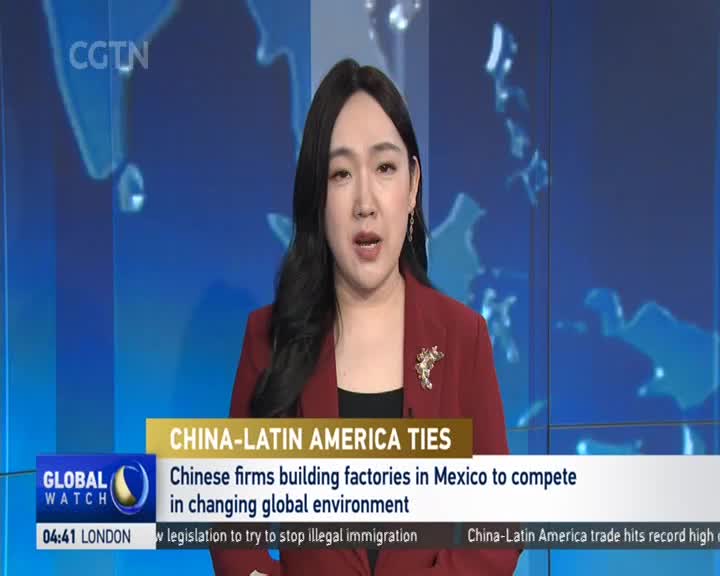 CGTN
CHINA-LATIN AMERICA TIES
Chinese firms building factories in Mexico to compete
in changing global environment
GLOBAL
WATCH
04:41 LONDON
legislation to try to stop illegal immigration China-Latin America trade hits record high